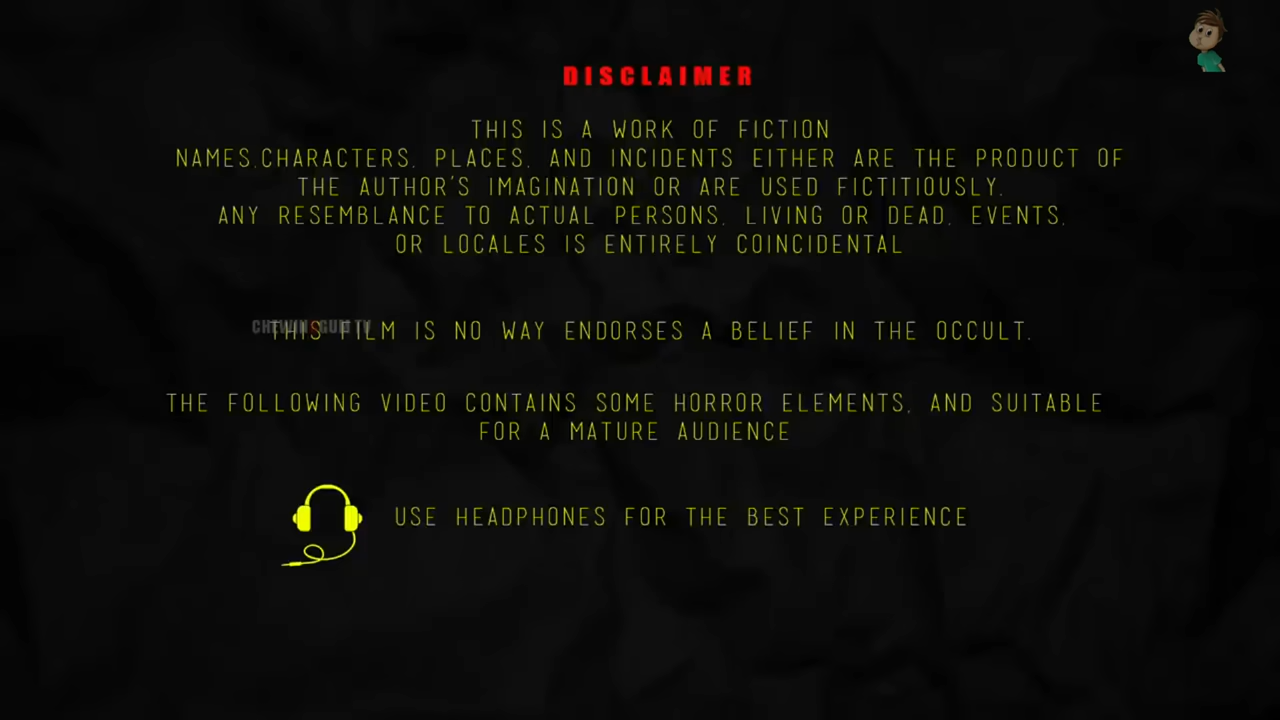 DISCLAIMER
THIS IS A WORK OF FICTION
NAMES,CHARACTERS, PLACES, AND INCIDENTS EITHER ARE THE PRODUCT OF
THE AUTHOR'S IMAGINATION OR ARE USED FICTITIOUSLY.
ANY RESEMBLANCE TO ACTUAL PERSONS, LIVING OR DEAD, EVENTS,
OR LOCALES IS ENTIRELY COINCIDENTAL
CHEWING GUM TV
THIS FILM IS NO WAY ENDORSES A BELIEF IN THE OCCULT.
THE FOLLOWING VIDEO CONTAINS SOME HORROR ELEMENTS, AND SUITABLE
FOR A MATURE AUDIENCE
USE HEADPHONES FOR THE BEST EXPERIENCE